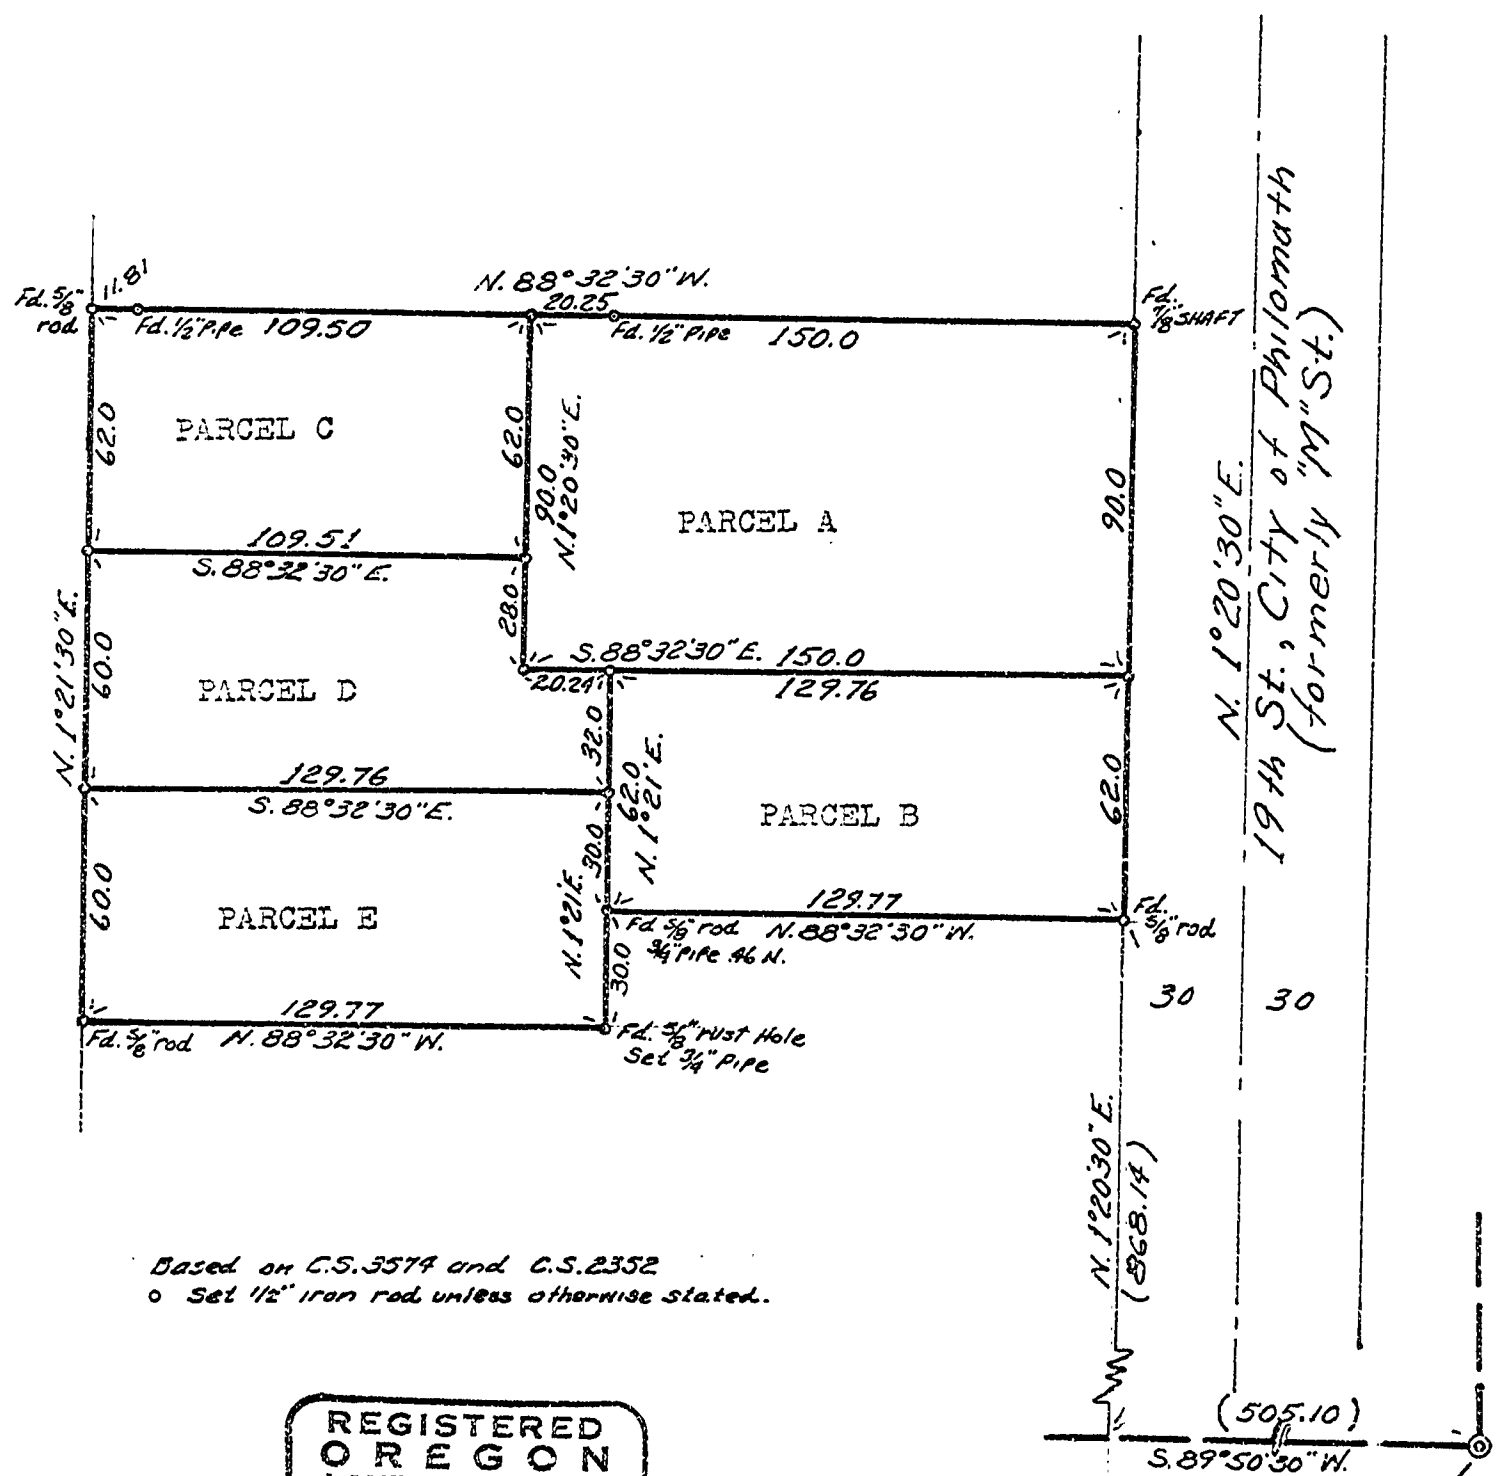 N. 88°32'30" W.
11.81
20.25
Fd. 5/8"
rod
Fd. 1/2" Pipe
109.50
Fd. 1/2" Pipe
150.0
Fd.
7/8" SHAFT
62.0
PARCEL C
62.0
90.0
N. 1°20'30" E.
PARCEL A
90.0
109.51
S. 88°32'30" E.
28.0
N. 1°21'30" E.
60.0
PARCEL D
S. 88°32'30" E.
150.0
20.24
129.76
32.0
62.0
N. 1°21' E.
129.76
S. 88°32'30" E.
PARCEL B
62.0
30.0
60.0
PARCEL E
N. 1°21' E.
129.77
Fd. 5/8" rod
N. 88°32'30" W.
3/4" Pipe .46 N.
Fd.
5/8" rod
30.0
129.77
Fd. 5/8" rod
N. 88°32'30" W.
Fd. 5/8" rust Hole
Set 3/4" Pipe
30
30
N. 1°20'30" E.
19th St., City of Philomath
(formerly "M" St.)
N. 1°20'30" E.
(868.14)
Based on C.S. 3574 and C.S. 2352
o Set 1/2" iron rod unless otherwise stated.
(505.10)
S. 89°50'30" W.
REGISTERED
OREGON